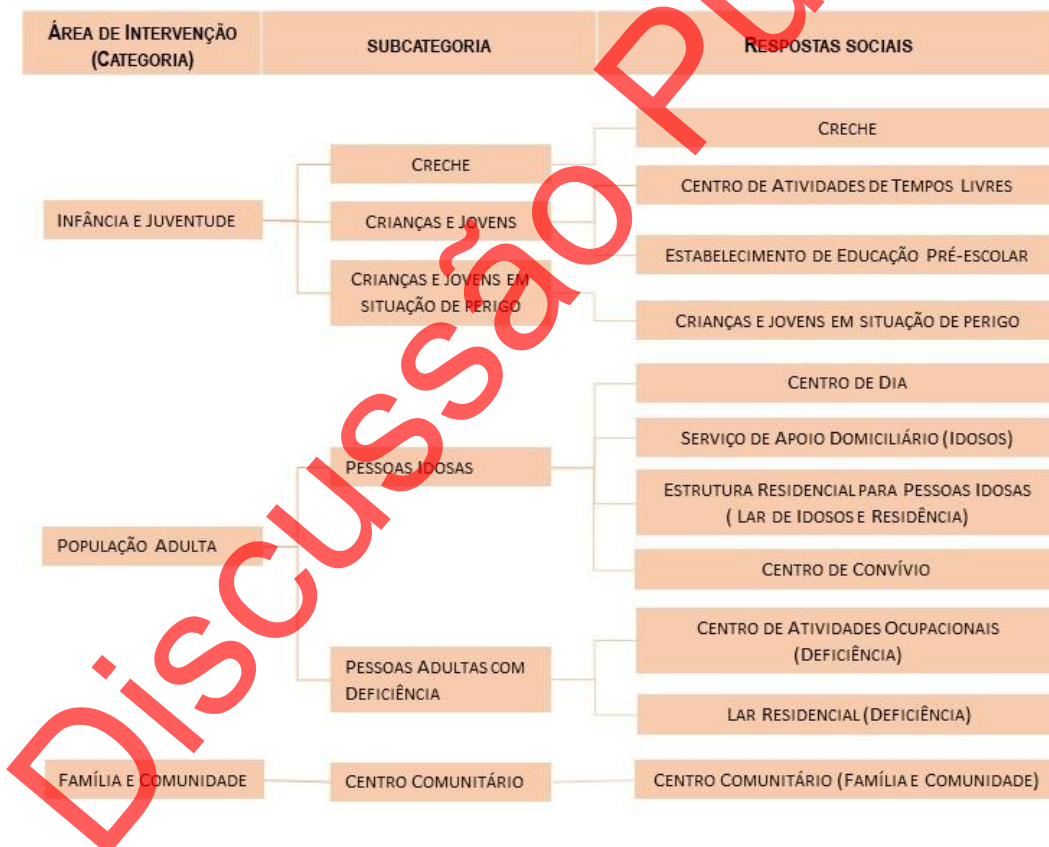 ÁREA DE INTERVENÇÃO
(CATEGORIA)
SUBCATEGORIA
RESPOSTAS SOCIAIS
INFÂNCIA E JUVENTUDE
CRECHE
CRECHE
CRIANÇAS E JOVENS
CENTRO DE ATIVIDADES DE TEMPOS LIVRES
ESTABELECIMENTO DE EDUCAÇÃO PRÉ-ESCOLAR
CRIANÇAS E JOVENS EM
SITUAÇÃO DE PERIGO
CRIANÇAS E JOVENS EM SITUAÇÃO DE PERIGO
POPULAÇÃO ADULTA
PESSOAS IDOSAS
CENTRO DE DIA
SERVIÇO DE APOIO DOMICILIÁRIO (IDOSOS)
ESTRUTURA RESIDENCIAL PARA PESSOAS IDOSAS
( LAR DE IDOSOS E RESIDÊNCIA)
CENTRO DE CONVÍVIO
PESSOAS ADULTAS COM
DEFICIÊNCIA
CENTRO DE ATIVIDADES OCUPACIONAIS
(DEFICIÊNCIA)
LAR RESIDENCIAL (DEFICIÊNCIA)
FAMÍLIA E COMUNIDADE
CENTRO COMUNITÁRIO
CENTRO COMUNITÁRIO (FAMÍLIA E COMUNIDADE)
Discussão Pu